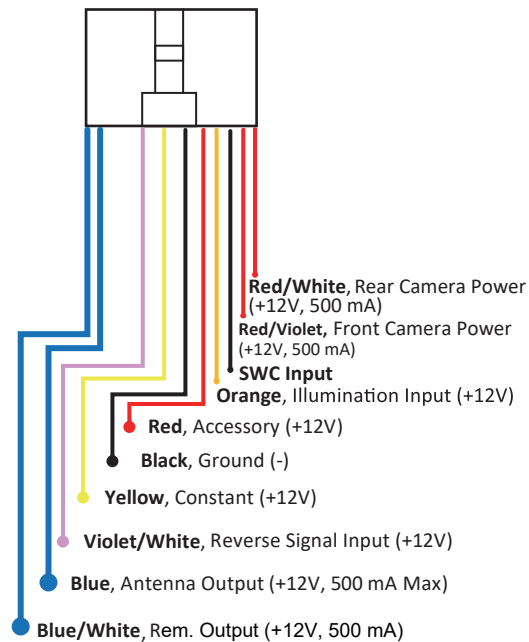 Red/White, Rear Camera Power
(+12V, 500 mA)
Red/Violet, Front Camera Power
(+12V, 500 mA)
SWC Input
Orange, Illumination Input (+12V)
Red, Accessory (+12V)
Black, Ground (-)
Yellow, Constant (+12V)
Violet/White, Reverse Signal Input (+12V)
Blue, Antenna Output (+12V, 500 mA Max)
Blue/White, Rem. Output (+12V, 500 mA)